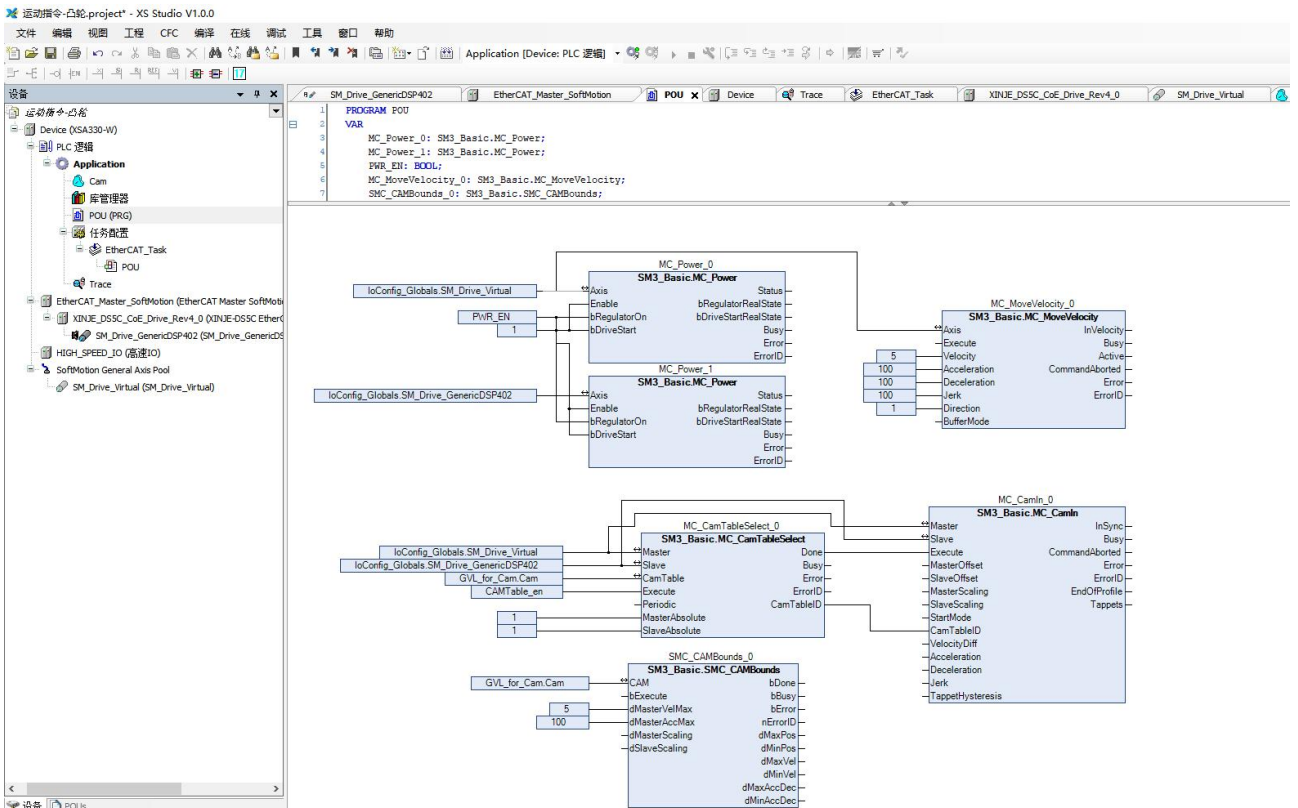 运动指令-凸轮.project* - XS Studio V1.0.0
文件 编辑 视图 工程 CFC 编译 在线 调试 工具 窗口 帮助
Application [Device: PLC 逻辑]
设备
SM_Drive_GenericDSP402 EtherCAT_Master_SoftMotion POU Device Trace EtherCAT_Task XINJE_DS5C_CoE_Drive_Rev4_0 SM_Drive_Virtual
运动指令-凸轮
Device (XSA330-W)
PLC 逻辑
Application
Cam
库管理器
POU (PRG)
任务配置
EtherCAT_Task
POU
Trace
EtherCAT_Master_SoftMotion (EtherCAT Master SoftMoti
XINJE_DS5C_CoE_Drive_Rev4_0 (XINJE-DS5C EtherC
SM_Drive_GenericDSP402 (SM_Drive_GenericDS
HIGH_SPEED_IO (高速IO)
SoftMotion General Axis Pool
SM_Drive_Virtual (SM_Drive_Virtual)
设备 POUs
1 PROGRAM POU
2 VAR
3 MC_Power_0: SM3_Basic.MC_Power;
4 MC_Power_1: SM3_Basic.MC_Power;
5 PWR_EN: BOOL;
6 MC_MoveVelocity_0: SM3_Basic.MC_MoveVelocity;
7 SMC_CAMBounds_0: SM3_Basic.SMC_CAMBounds;
MC_Power_0
SM3_Basic.MC_Power
IoConfig_Globals.SM_Drive_Virtual Axis Status
Enable bRegulatorRealState
PWR_EN bRegulatorOn bDriveStartRealState
1 bDriveStart Busy
Error
ErrorID
MC_Power_1
SM3_Basic.MC_Power
IoConfig_Globals.SM_Drive_GenericDSP402 Axis Status
Enable bRegulatorRealState
bRegulatorOn bDriveStartRealState
bDriveStart Busy
Error
ErrorID
MC_MoveVelocity_0
SM3_Basic.MC_MoveVelocity
Axis InVelocity
Execute Busy
5 Velocity Active
100 Acceleration CommandAborted
100 Deceleration Error
100 Jerk ErrorID
1 Direction
BufferMode
MC_CamTableSelect_0
SM3_Basic.MC_CamTableSelect
IoConfig_Globals.SM_Drive_Virtual Master Done
IoConfig_Globals.SM_Drive_GenericDSP402 Slave Busy
GVL_for_Cam.Cam CamTable Error
CAMTable_en Execute ErrorID
Periodic CamTableID
1 MasterAbsolute
1 SlaveAbsolute
MC_CamIn_0
SM3_Basic.MC_CamIn
Master InSync
Slave Busy
Execute CommandAborted
MasterOffset Error
SlaveOffset ErrorID
MasterScaling EndOfProfile
SlaveScaling Tappets
StartMode
CamTableID
VelocityDiff
Acceleration
Deceleration
Jerk
TappetHysteresis
SMC_CAMBounds_0
SM3_Basic.SMC_CAMBounds
GVL_for_Cam.Cam CAM bDone
bExecute bBusy
5 dMasterVelMax bError
100 dMasterAccMax nErrorID
dMasterScaling dMaxPos
dSlaveScaling dMinPos
dMaxVel
dMinVel
dMaxAccDec
dMinAccDec